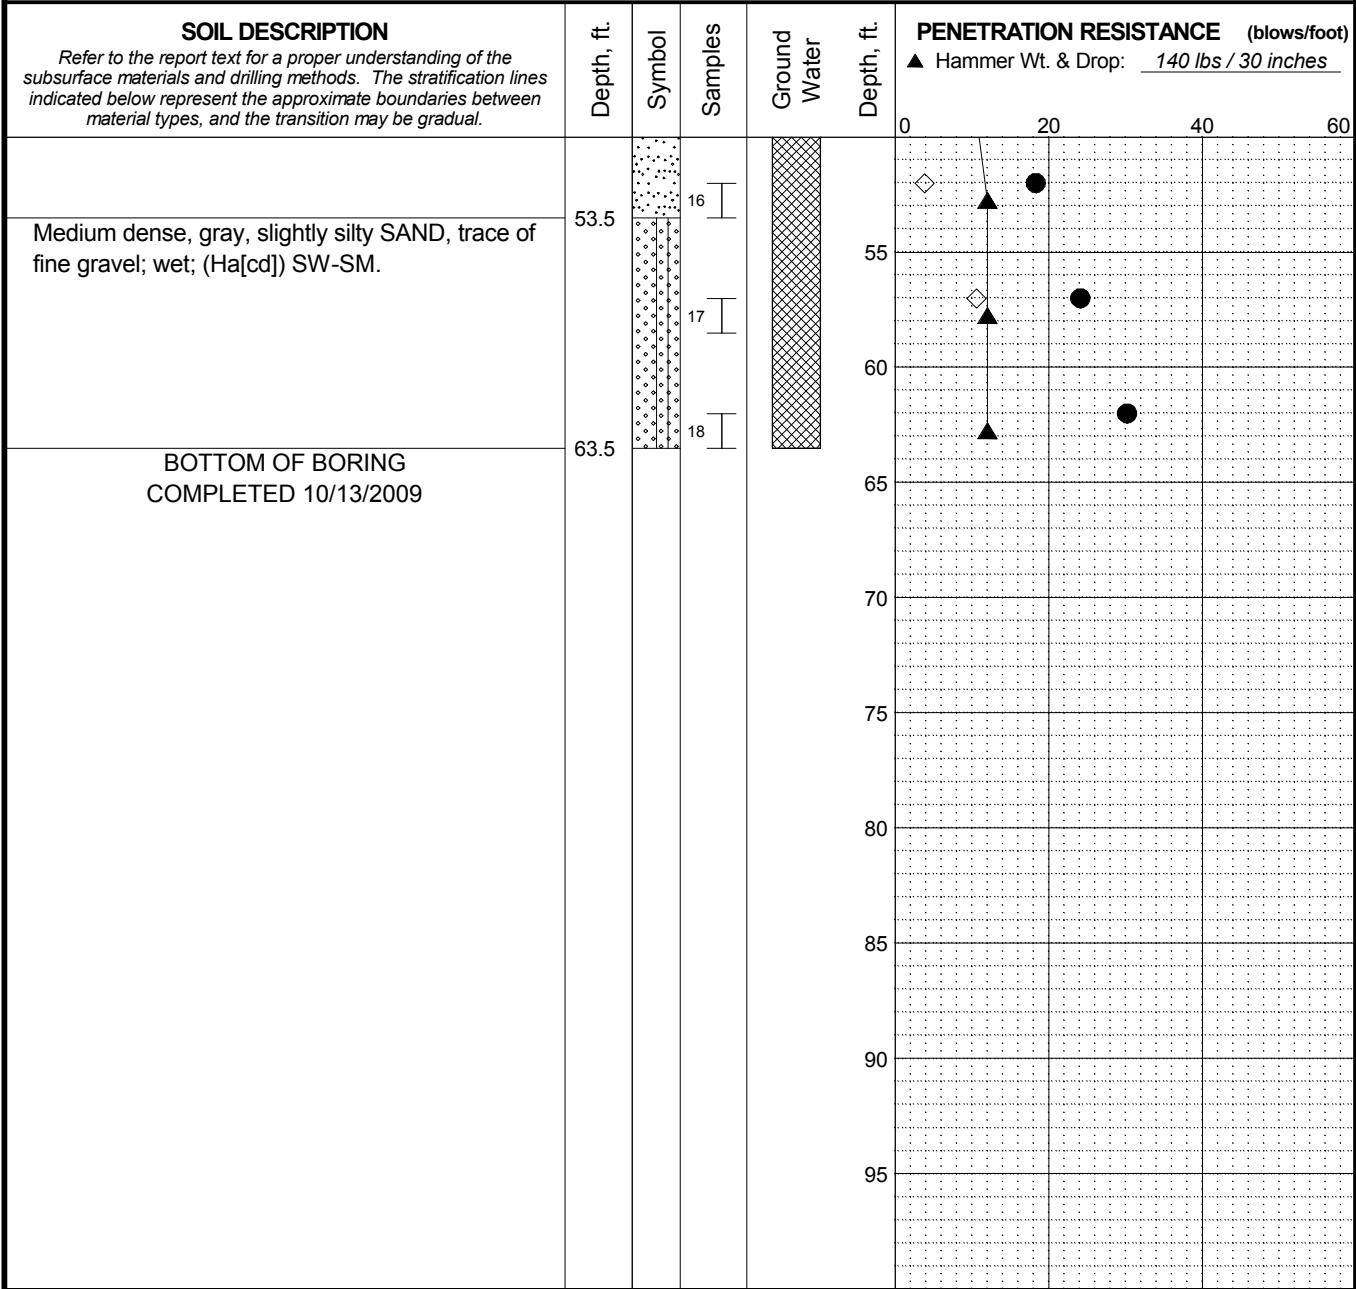 SOIL DESCRIPTION
Refer to the report text for a proper understanding of the
subsurface materials and drilling methods. The stratification lines
indicated below represent the approximate boundaries between
material types, and the transition may be gradual.
Depth, ft.
Symbol
Samples
Ground
Water
Depth, ft.
PENETRATION RESISTANCE (blows/foot)
▲ Hammer Wt. & Drop: 140 lbs / 30 inches
0 20 40 60
16
53.5
Medium dense, gray, slightly silty SAND, trace of
fine gravel; wet; (Ha[cd]) SW-SM.
55
17
60
18
63.5
BOTTOM OF BORING
COMPLETED 10/13/2009
65
70
75
80
85
90
95